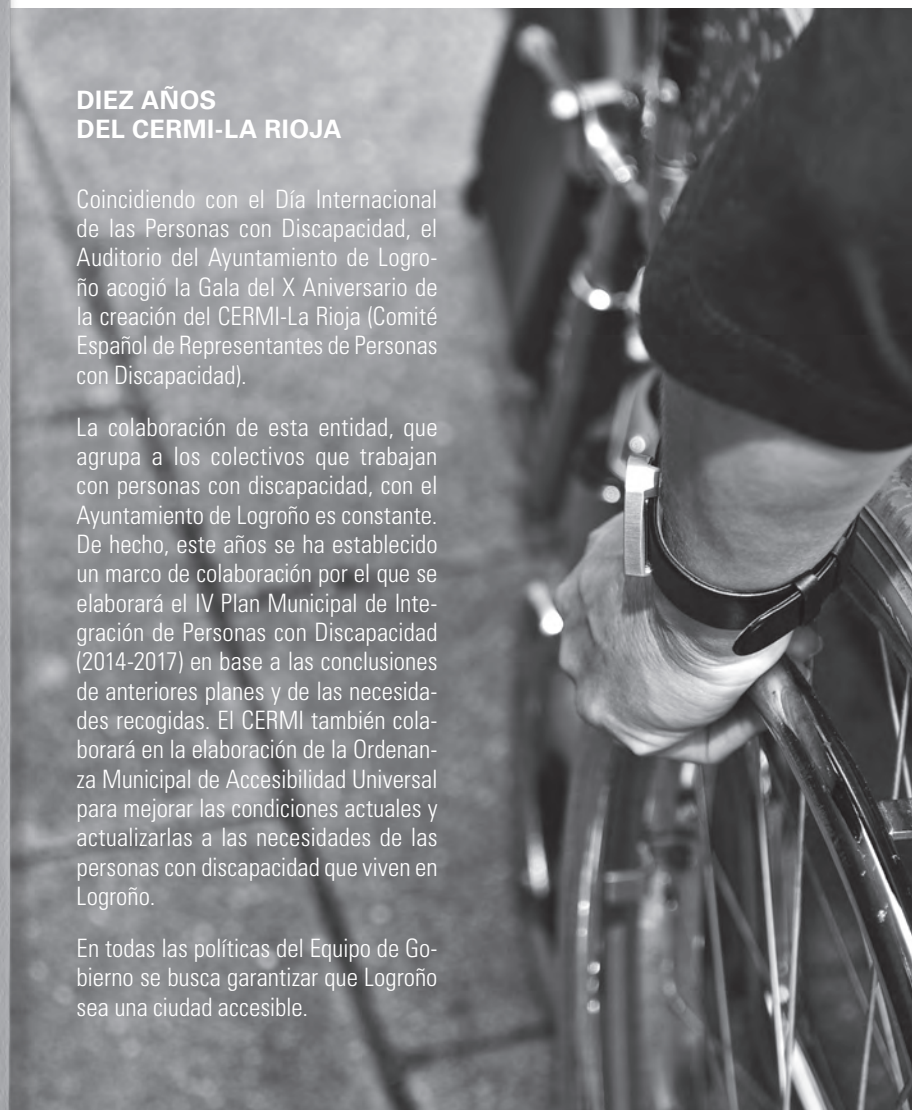 DIEZ AÑOS
DEL CERMI-LA RIOJA
Coincidiendo con el Día Internacional
de las Personas con Discapacidad, el
Auditorio del Ayuntamiento de Logro-
ño acogió la Gala del X Aniversario de
la creación del CERMI-La Rioja (Comité
Español de Representantes de Personas
con Discapacidad).
La colaboración de esta entidad, que
agrupa a los colectivos que trabajan
con personas con discapacidad, con el
Ayuntamiento de Logroño es constante.
De hecho, este años se ha establecido
un marco de colaboración por el que se
elaborará el IV Plan Municipal de Inte-
gración de Personas con Discapacidad
(2014-2017) en base a las conclusiones
de anteriores planes y de las necesida-
des recogidas. El CERMI también cola-
borará en la elaboración de la Ordenan-
za Municipal de Accesibilidad Universal
para mejorar las condiciones actuales y
actualizarlas a las necesidades de las
personas con discapacidad que viven en
Logroño.
En todas las políticas del Equipo de Go-
bierno se busca garantizar que Logroño
sea una ciudad accesible.